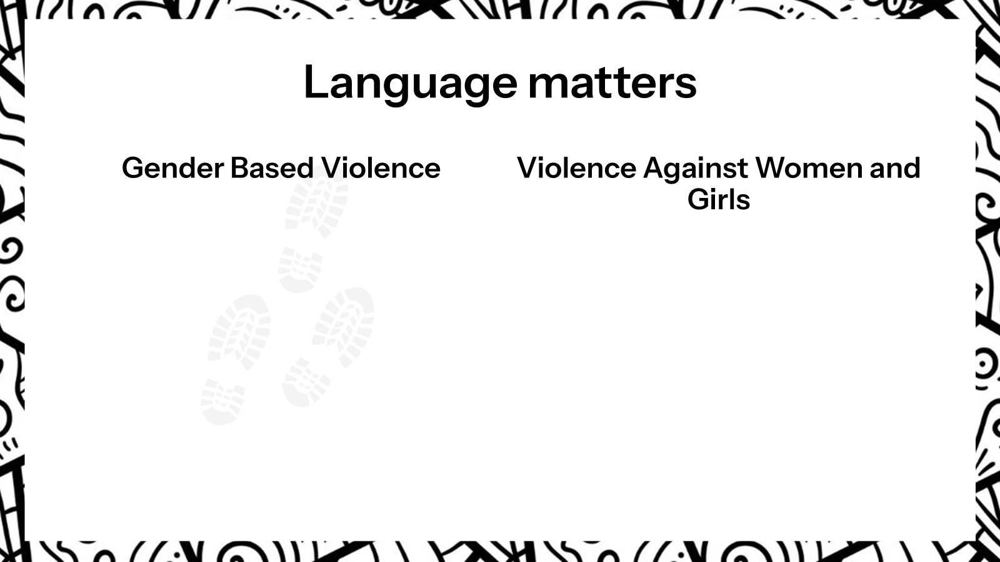 Language matters
Gender Based Violence
Violence Against Women and
Girls